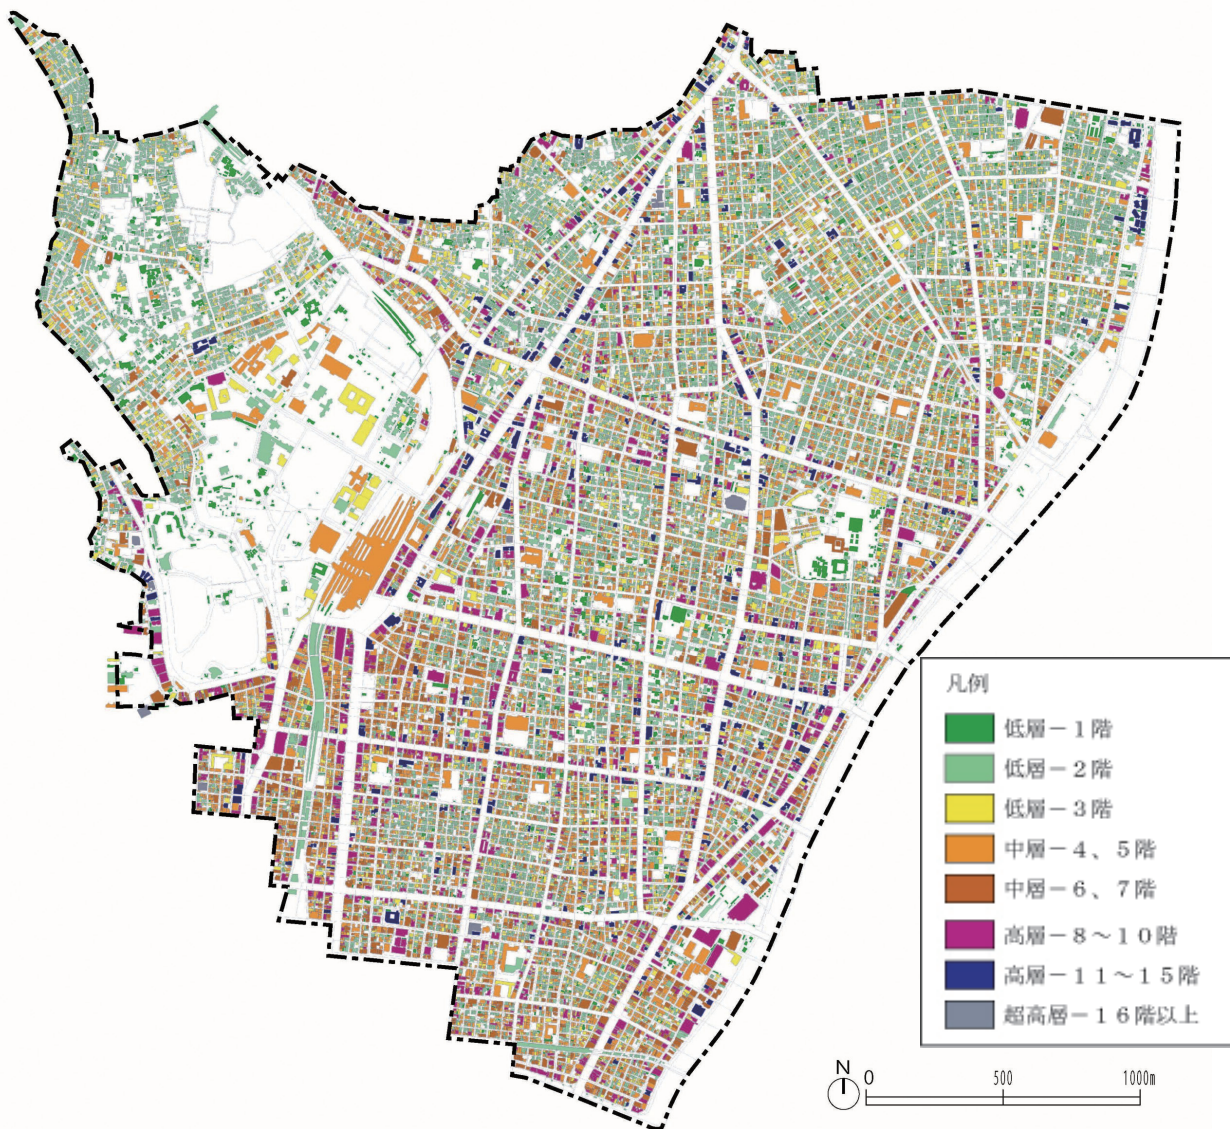 凡例
低層－1階
低層－2階
低層－3階
中層－4、5階
中層－6、7階
高層－8～10階
高層－11～15階
超高層－16階以上
N
0 500 1000m